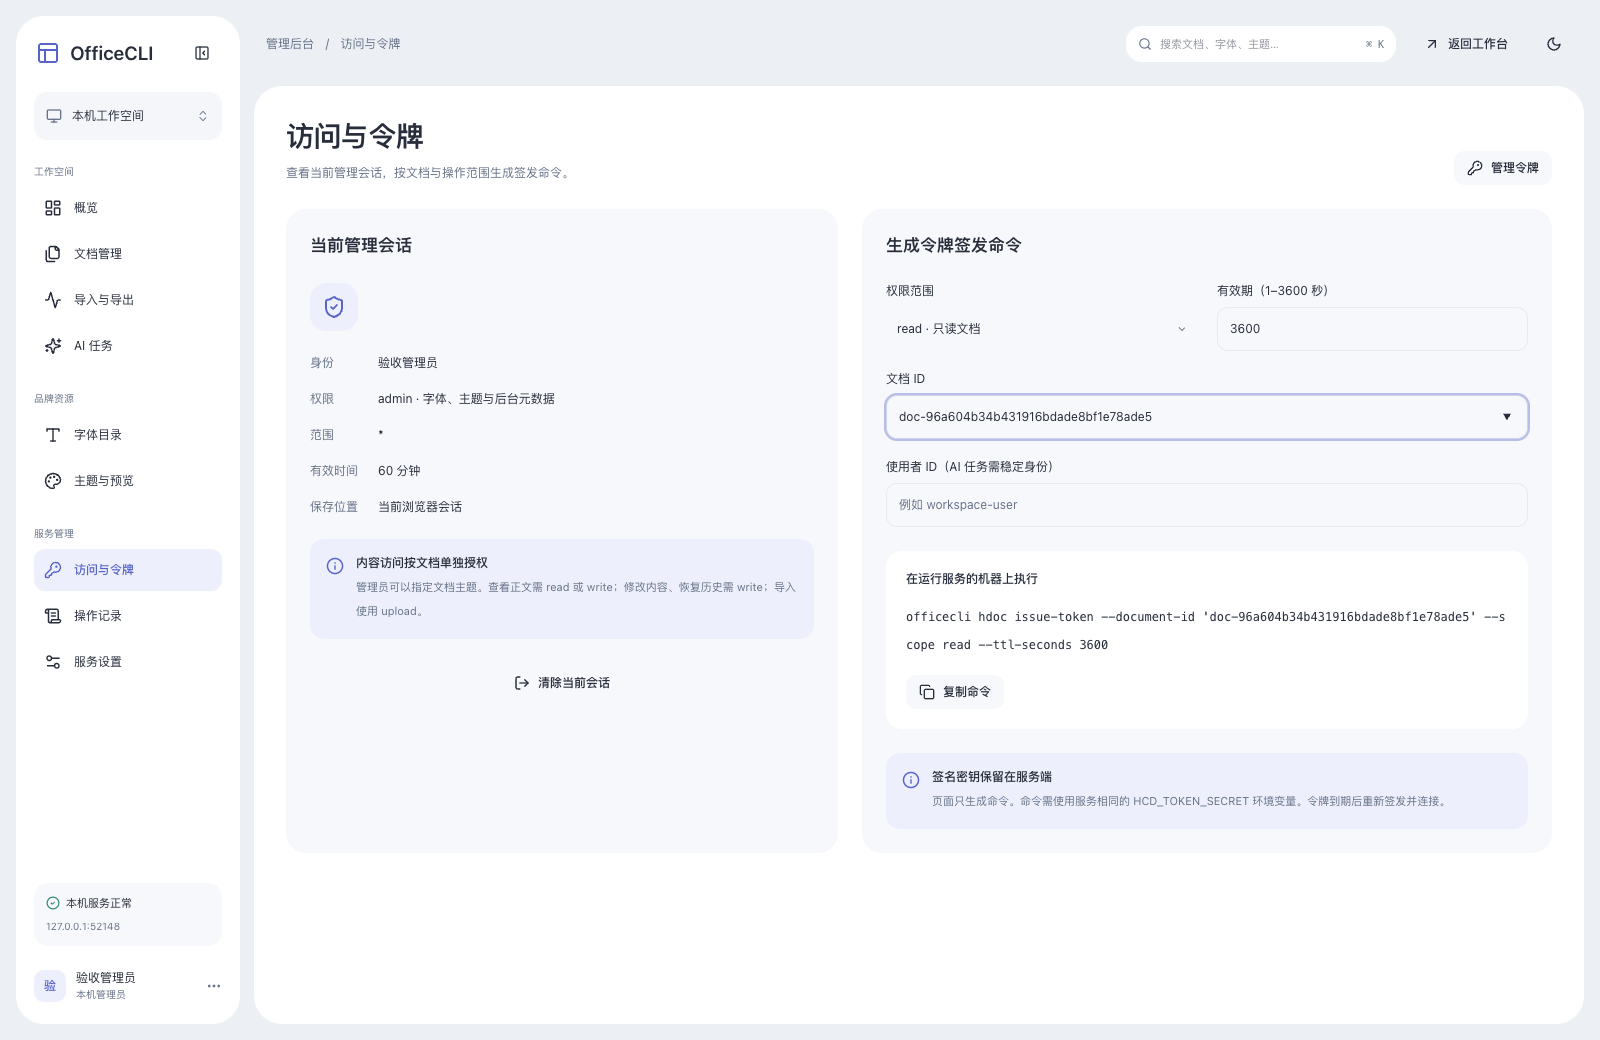 OfficeCLI
本机工作空间
工作空间
概览
文档管理
导入与导出
AI 任务
品牌资源
字体目录
主题与预览
服务管理
访问与令牌
操作记录
服务设置
本机服务正常
127.0.0.1:52148
验
验收管理员
本机管理员
管理后台 / 访问与令牌
搜索文档、字体、主题... ⌘ K
返回工作台
访问与令牌
查看当前管理会话，按文档与操作范围生成签发命令。
管理令牌
当前管理会话
身份 验收管理员
权限 admin · 字体、主题与后台元数据
范围 *
有效时间 60 分钟
保存位置 当前浏览器会话
内容访问按文档单独授权
管理员可以指定文档主题。查看正文需 read 或 write；修改内容、恢复历史需 write；导入
使用 upload。
清除当前会话
生成令牌签发命令
权限范围 有效期（1–3600 秒）
read · 只读文档 3600
文档 ID
doc-96a604b34b431916bdade8bf1e78ade5
使用者 ID（AI 任务需稳定身份）
例如 workspace-user
在运行服务的机器上执行
officecli hdoc issue-token --document-id 'doc-96a604b34b431916bdade8bf1e78ade5' --s
cope read --ttl-seconds 3600
复制命令
签名密钥保留在服务端
页面只生成命令。命令需使用服务相同的 HCD_TOKEN_SECRET 环境变量。令牌到期后重新签发并连接。